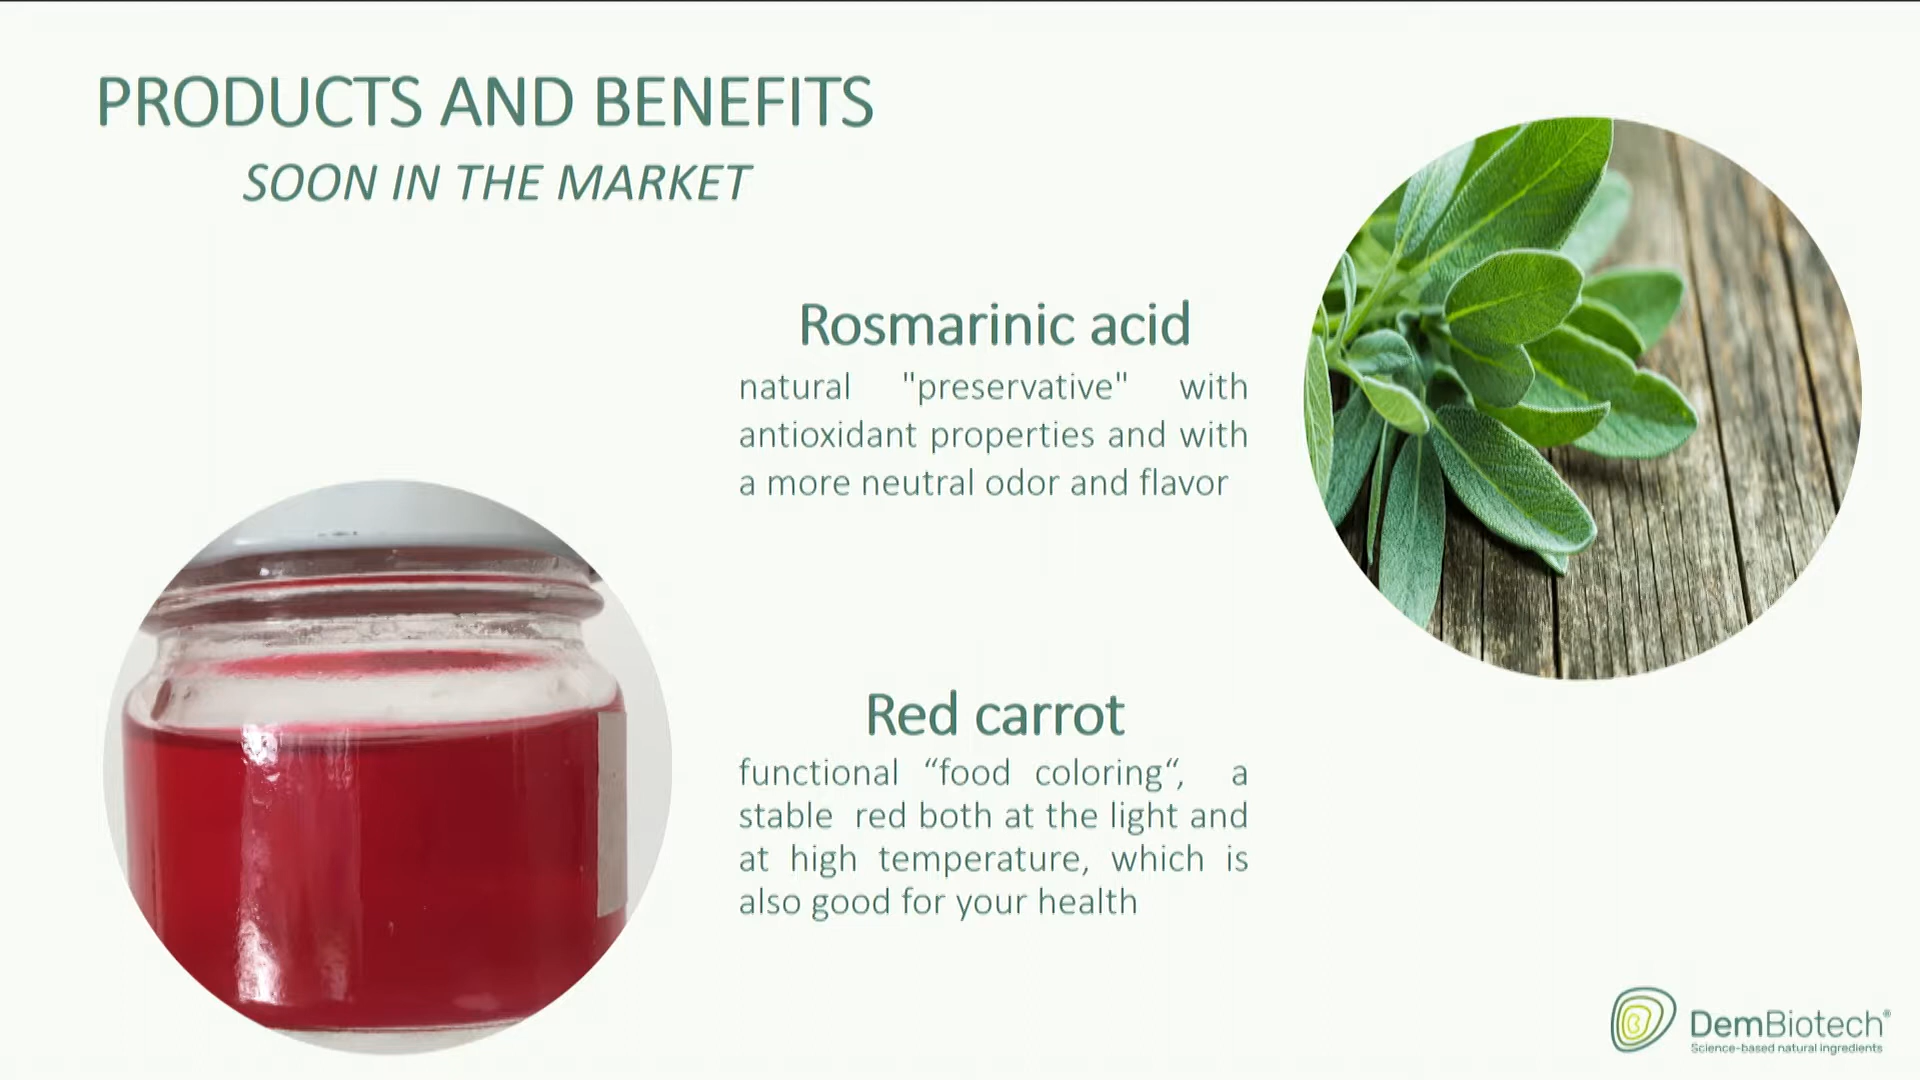 PRODUCTS AND BENEFITS
SOON IN THE MARKET
Rosmarinic acid
natural "preservative" with
antioxidant properties and with
a more neutral odor and flavor
Red carrot
functional “food coloring“, a
stable red both at the light and
at high temperature, which is
also good for your health
DemBiotech®
Science-based natural ingredients